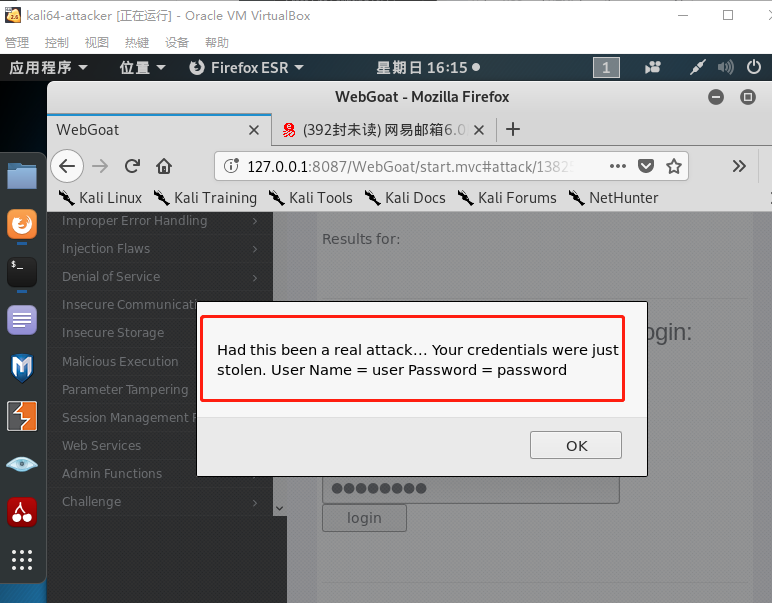 kali64-attacker [正在运行] - Oracle VM VirtualBox
管理 控制 视图 热键 设备 帮助
应用程序 位置 Firefox ESR 星期日 16:15 1
WebGoat - Mozilla Firefox
WebGoat (392封未读) 网易邮箱6.0
127.0.0.1:8087/WebGoat/start.mvc#attack/1382
Kali Linux Kali Training Kali Tools Kali Docs Kali Forums NetHunter
Improper Error Handling
Injection Flaws
Denial of Service
Insecure Communicati
Insecure Storage
Malicious Execution
Parameter Tampering
Session Management F
Web Services
Admin Functions
Challenge
Results for:
ogin:
Had this been a real attack... Your credentials were just
stolen. User Name = user Password = password
OK
login